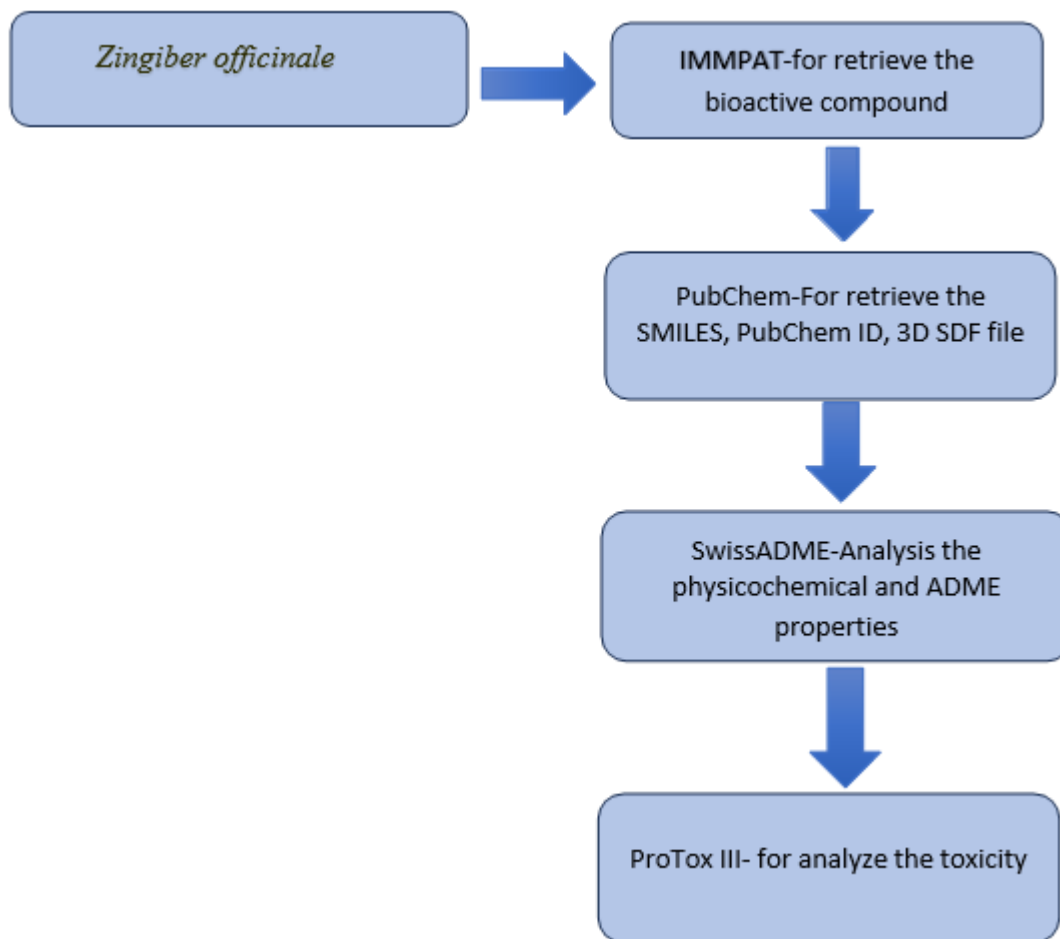 Zingiber officinale
IMMPAT-for retrieve the
bioactive compound
PubChem-For retrieve the
SMILES, PubChem ID, 3D SDF file
SwissADME-Analysis the
physicochemical and ADME
properties
ProTox III- for analyze the toxicity